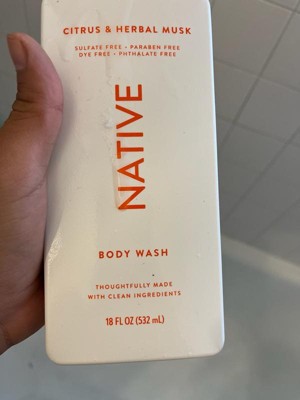 CITRUS & HERBAL MUSK
SULFATE FREE • PARABEN FREE
DYE FREE • PHTHALATE FREE
NATIVE
BODY WASH
THOUGHTFULLY MADE
WITH CLEAN INGREDIENTS
18 FL OZ (532 mL)